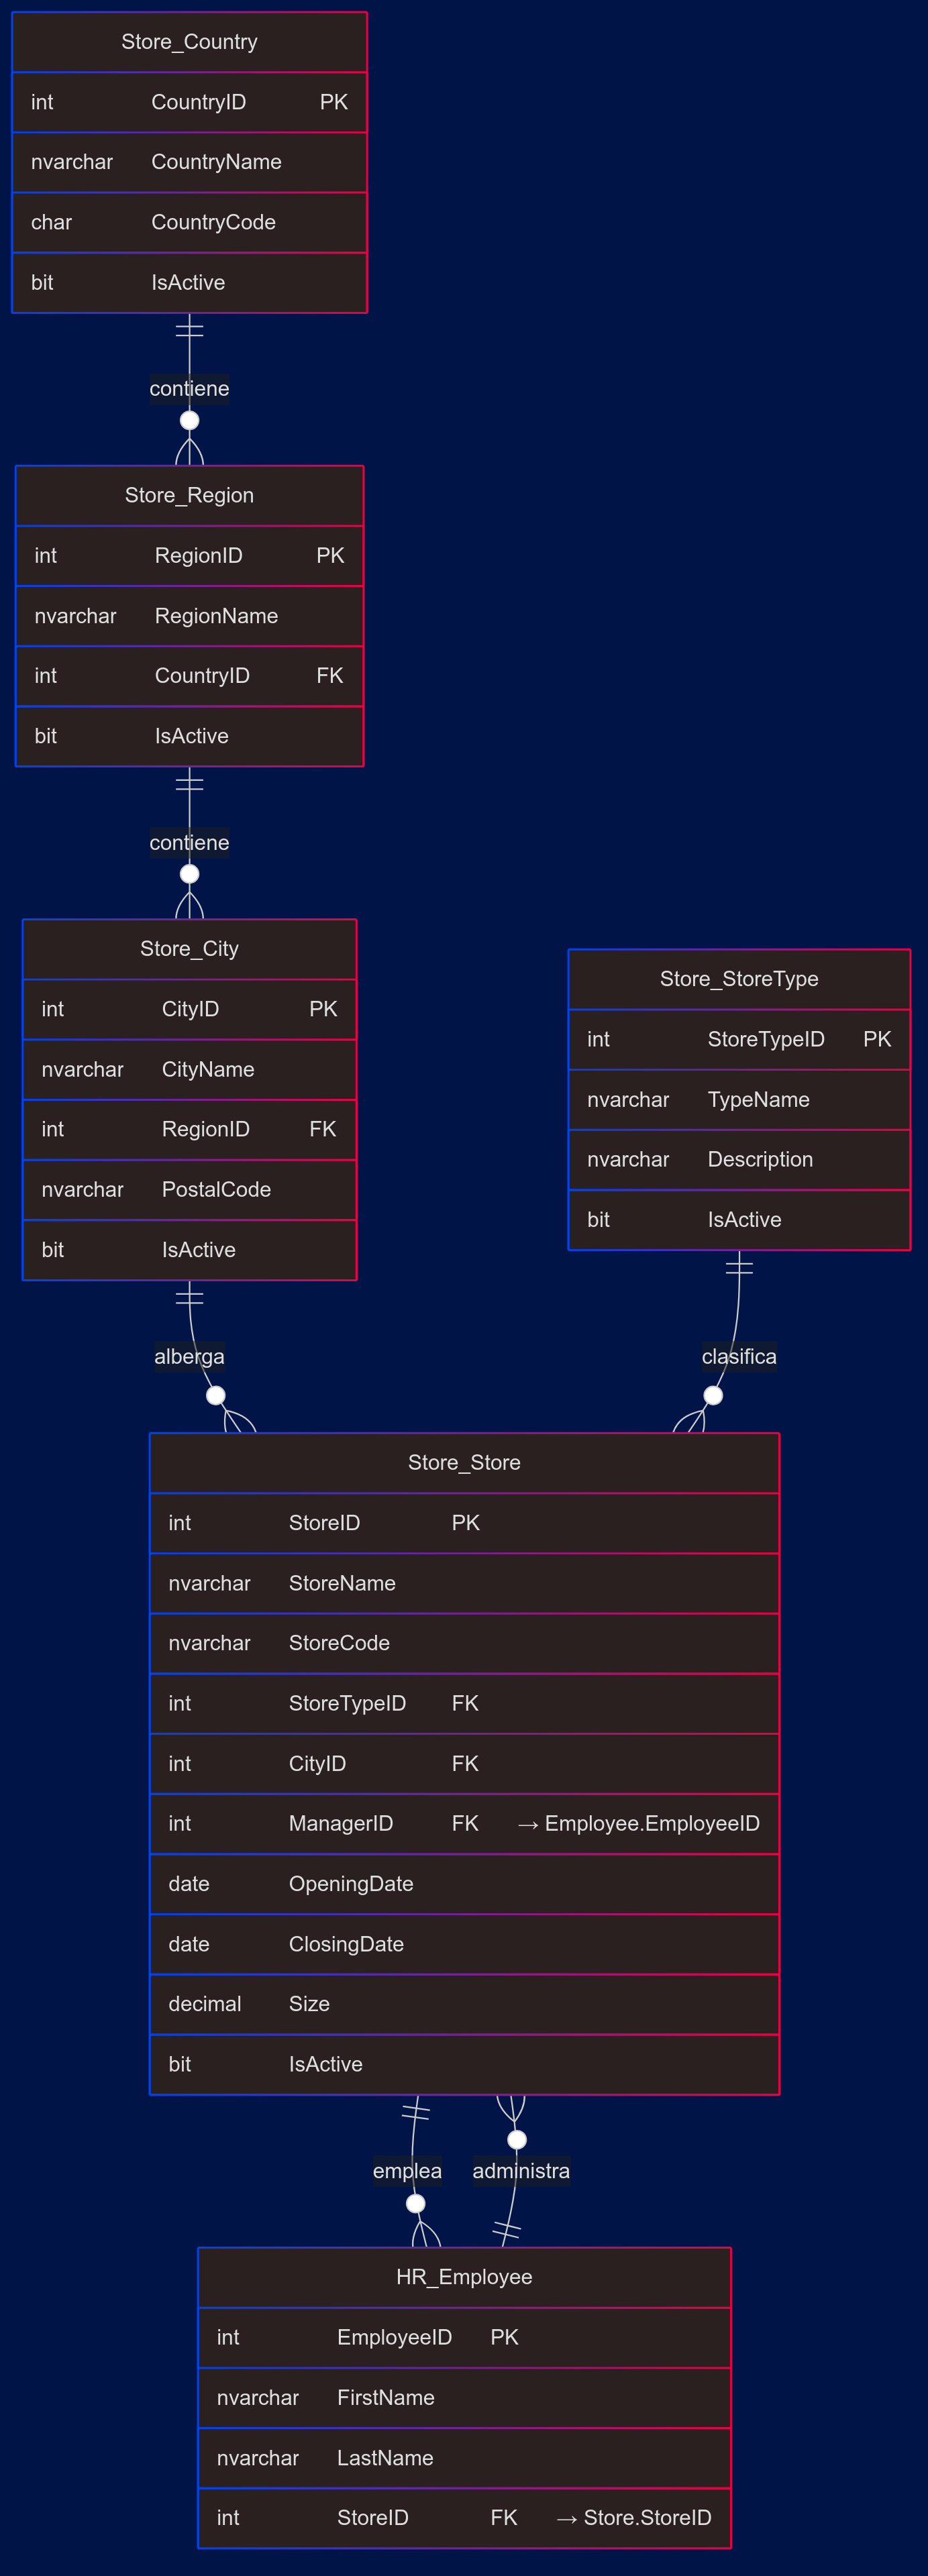 Store_Country
int CountryID PK
nvarchar CountryName
char CountryCode
bit IsActive
contiene
Store_Region
int RegionID PK
nvarchar RegionName
int CountryID FK
bit IsActive
contiene
Store_City
int CityID PK
nvarchar CityName
int RegionID FK
nvarchar PostalCode
bit IsActive
Store_StoreType
int StoreTypeID PK
nvarchar TypeName
nvarchar Description
bit IsActive
alberga
clasifica
Store_Store
int StoreID PK
nvarchar StoreName
nvarchar StoreCode
int StoreTypeID FK
int CityID FK
int ManagerID FK → Employee.EmployeeID
date OpeningDate
date ClosingDate
decimal Size
bit IsActive
emplea
administra
HR_Employee
int EmployeeID PK
nvarchar FirstName
nvarchar LastName
int StoreID FK → Store.StoreID